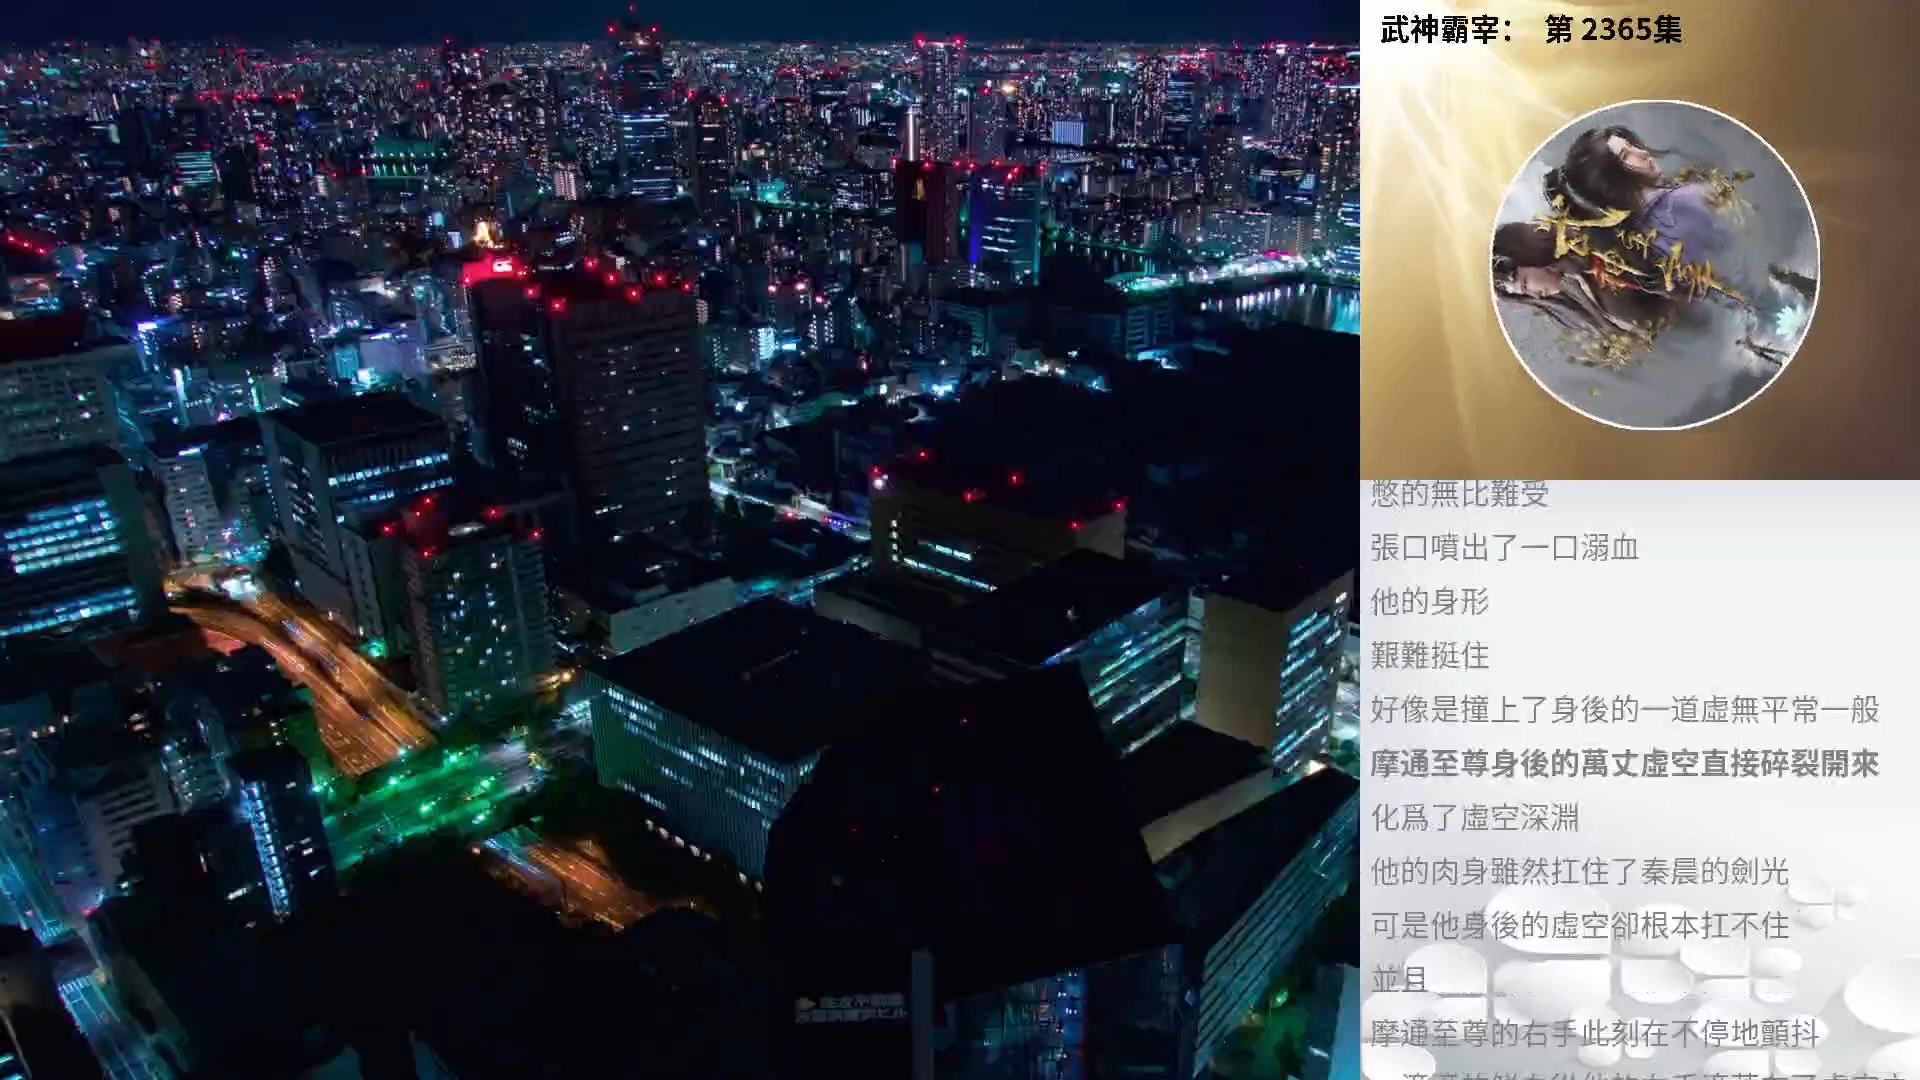 武神霸宰： 第 2365集
憋的無比難受
張口噴出了一口溺血
他的身形
艱難挺住
好像是撞上了身後的一道虛無平常一般
摩通至尊身後的萬丈虛空直接碎裂開來
化爲了虛空深淵
他的肉身雖然扛住了秦晨的劍光
可是他身後的虛空卻根本扛不住
並且
摩通至尊的右手此刻在不停地顫抖